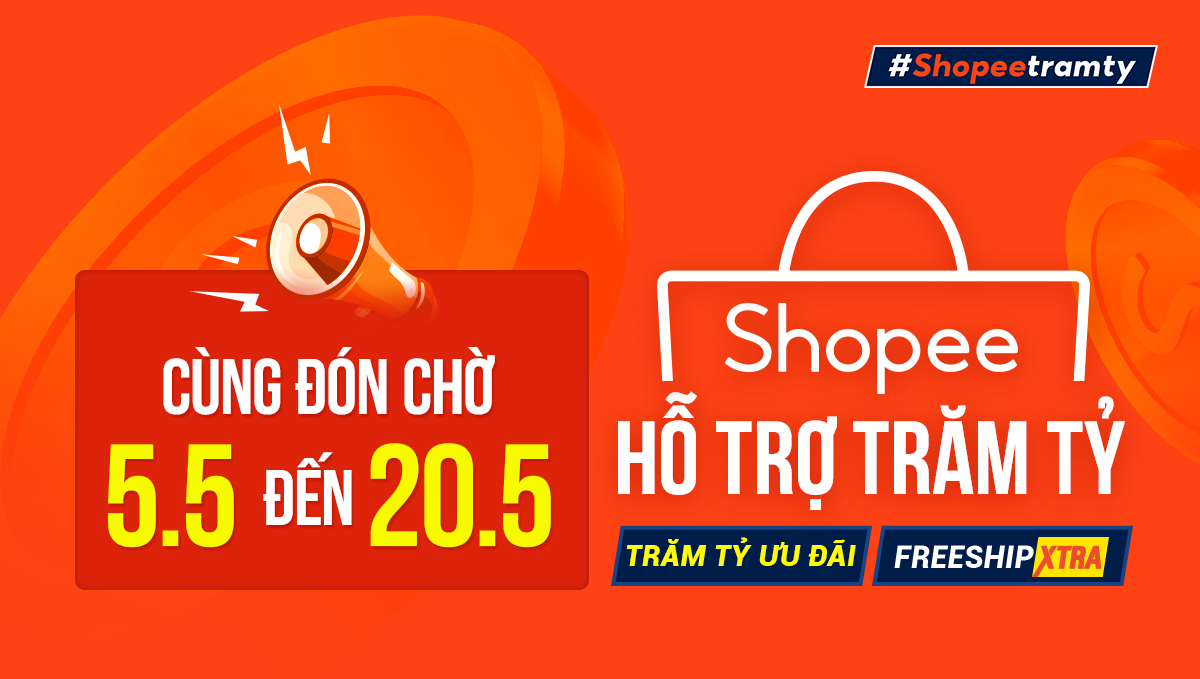 #Shopeetramty
CÙNG ĐÓN CHỜ
5.5 ĐẾN 20.5
Shopee
HỖ TRỢ TRĂM TỶ
TRĂM TỶ ƯU ĐÃI
FREESHIP XTRA